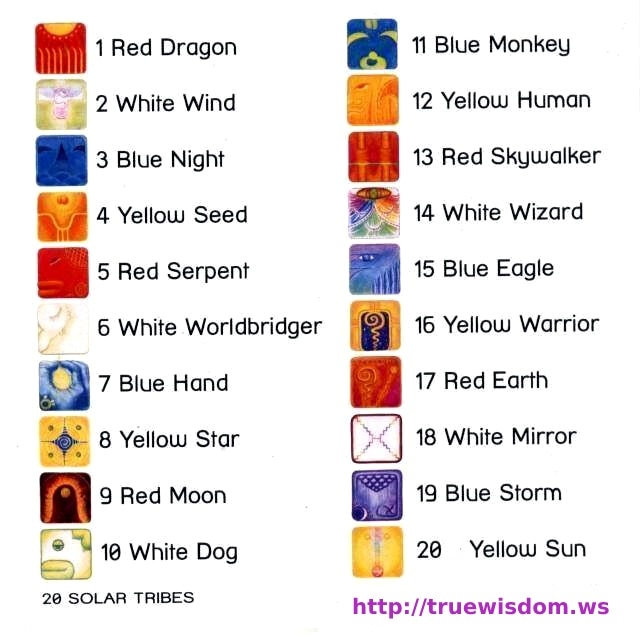 1 Red Dragon
2 White Wind
3 Blue Night
4 Yellow Seed
5 Red Serpent
6 White Worldbridger
7 Blue Hand
8 Yellow Star
9 Red Moon
10 White Dog
20 SOLAR TRIBES
11 Blue Monkey
12 Yellow Human
13 Red Skywalker
14 White Wizard
15 Blue Eagle
16 Yellow Warrior
17 Red Earth
18 White Mirror
19 Blue Storm
20 Yellow Sun
http://truewisdom.ws